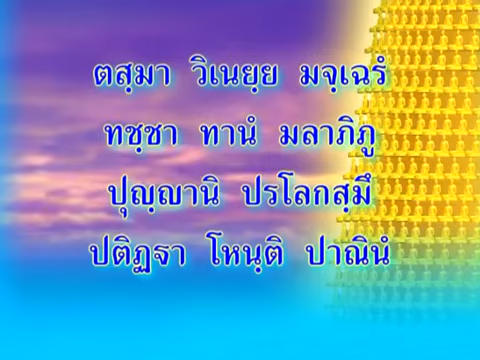 ตสฺมา วิเนยฺย มจฺเฉรํ
ทชฺชา ทานํ มลาภิภู
ปุญฺญานิ ปรโลกสฺมึ
ปติฏฺฐา โหนฺติ ปาณินํ